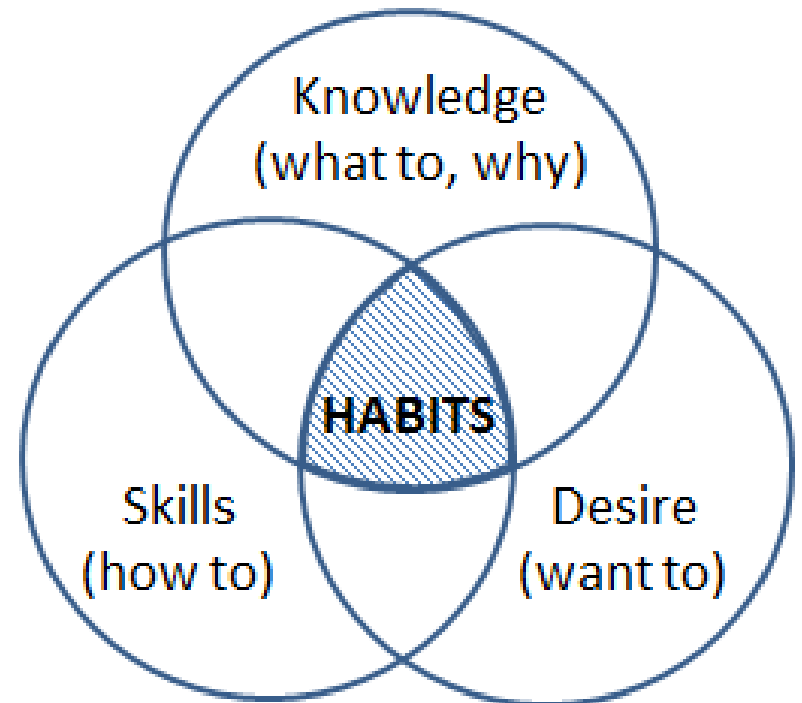 Knowledge
(what to, why)
HABITS
Skills
(how to)
Desire
(want to)